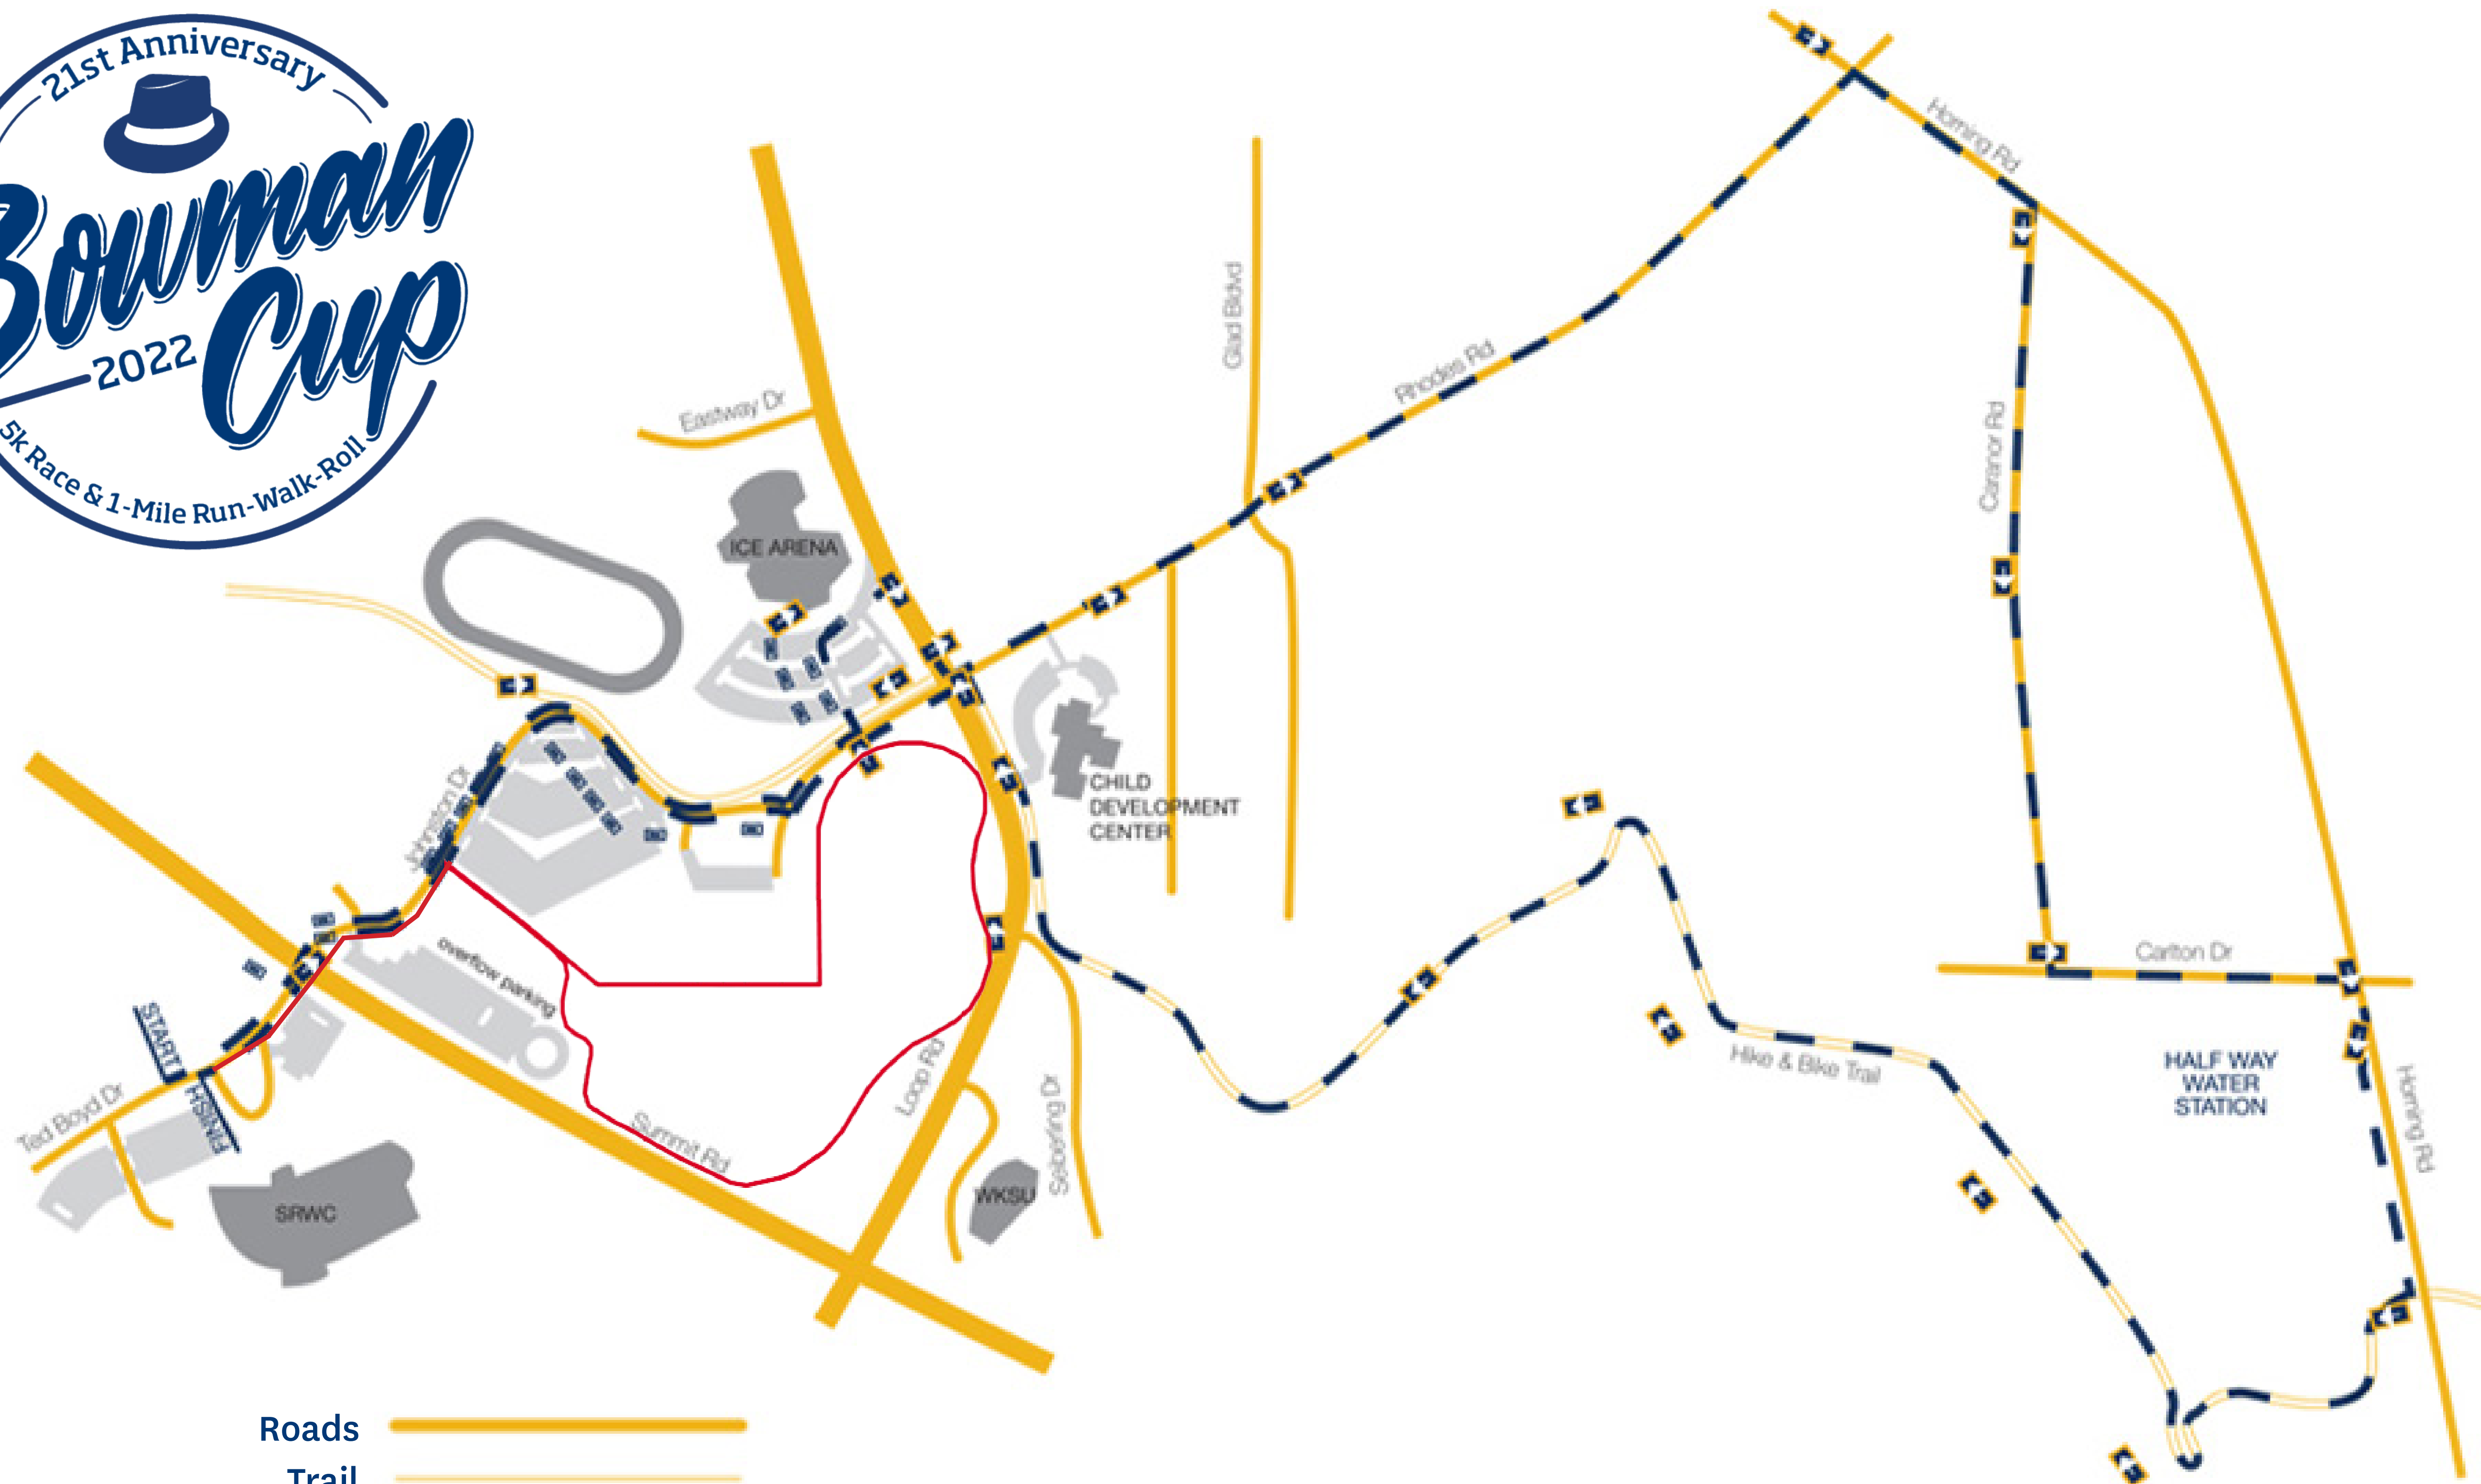 21st Anniversary
Bowman
Cup
2022
5k Race & 1-Mile Run-Walk-Roll
Horning Rd
Glad Bldvd
Rhodes Rd
Eastway Dr
Caranor Rd
ICE ARENA
CHILD
DEVELOPMENT
CENTER
Johnston Dr
overflow parking
Carlton Dr
START
FINISH
Ted Boyd Dr
Hike & Bike Trail
HALF WAY
WATER
STATION
Horning Rd
Loop Rd
Seiberling Dr
Summit Rd
WKSU
SRWC
Roads
Trail